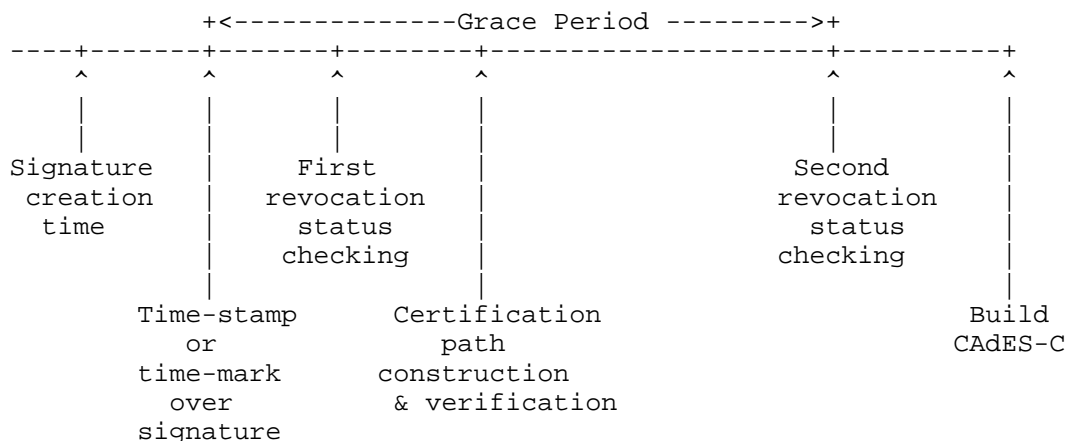 +<--------------Grace Period --------->+
----+-------+-------+--------+----------------------+----------+
^ ^ ^ ^ ^ ^
| | | | | |
| | | | | |
Signature | First | Second |
creation | revocation | revocation |
time | status | status |
| checking | checking |
| | |
Time-stamp Certification Build
or path CAdES-C
time-mark construction
over & verification
signature